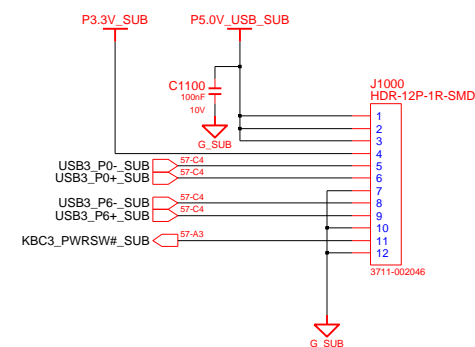 P3.3V_SUB P5.0V_USB_SUB
J1000
HDR-12P-1R-SMD
C1100
100nF
10V
G_SUB
1
2
3
4
USB3_P0-_SUB 57-C4 5
USB3_P0+_SUB 57-C4 6
7
USB3_P6-_SUB 57-C4 8
USB3_P6+_SUB 57-C4 9
10
KBC3_PWRSW#_SUB 57-A3 11
12
3711-002046
G_SUB